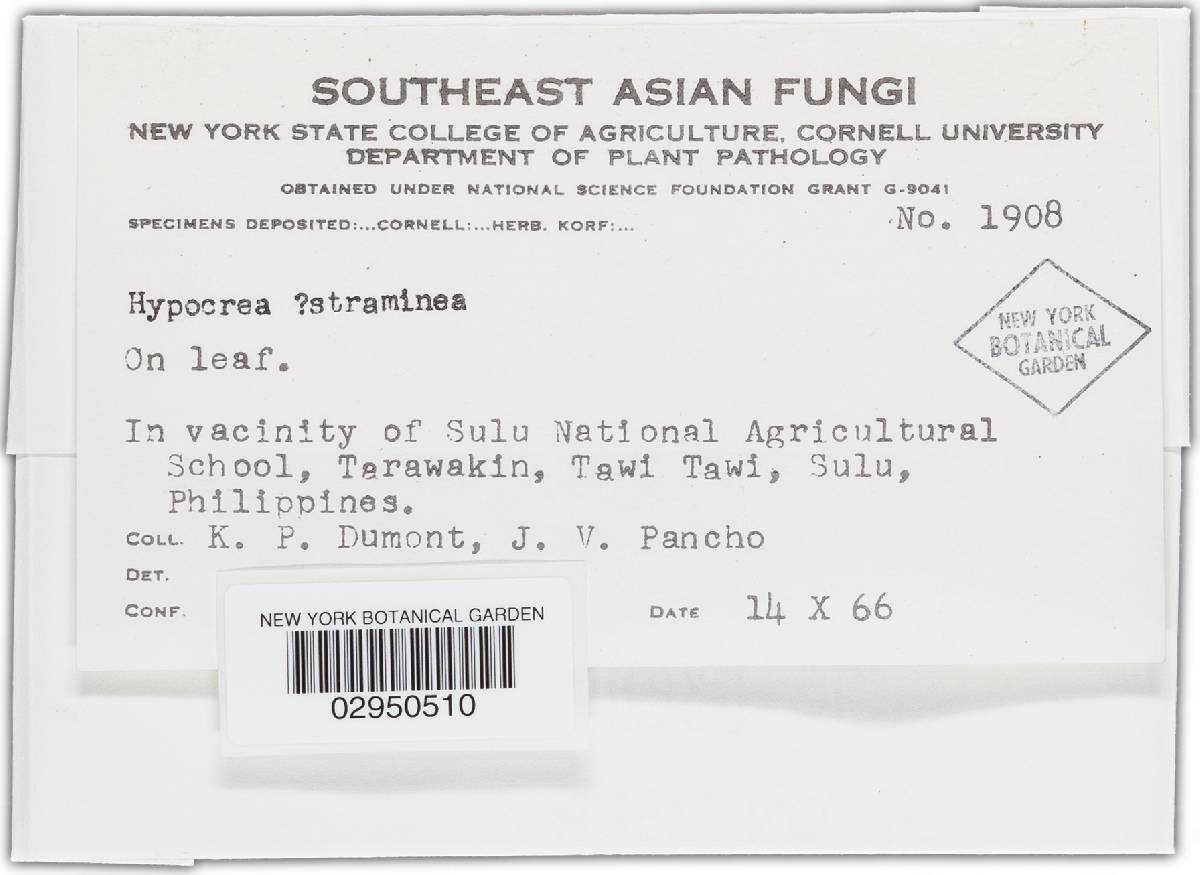 SOUTHEAST ASIAN FUNGI
NEW YORK STATE COLLEGE OF AGRICULTURE, CORNELL UNIVERSITY
DEPARTMENT OF PLANT PATHOLOGY
OBTAINED UNDER NATIONAL SCIENCE FOUNDATION GRANT G-9041
SPECIMENS DEPOSITED:...CORNELL:...HERB. KORF:...
No. 1908
Hypocrea ?straminea
NEW YORK
BOTANICAL
GARDEN
On leaf.
In vacinity of Sulu National Agricultural
School, Tarawakin, Tawi Tawi, Sulu,
Philippines.
COLL. K. P. Dumont, J. V. Pancho
DET.
CONF.
DATE 14 X 66
NEW YORK BOTANICAL GARDEN
02950510